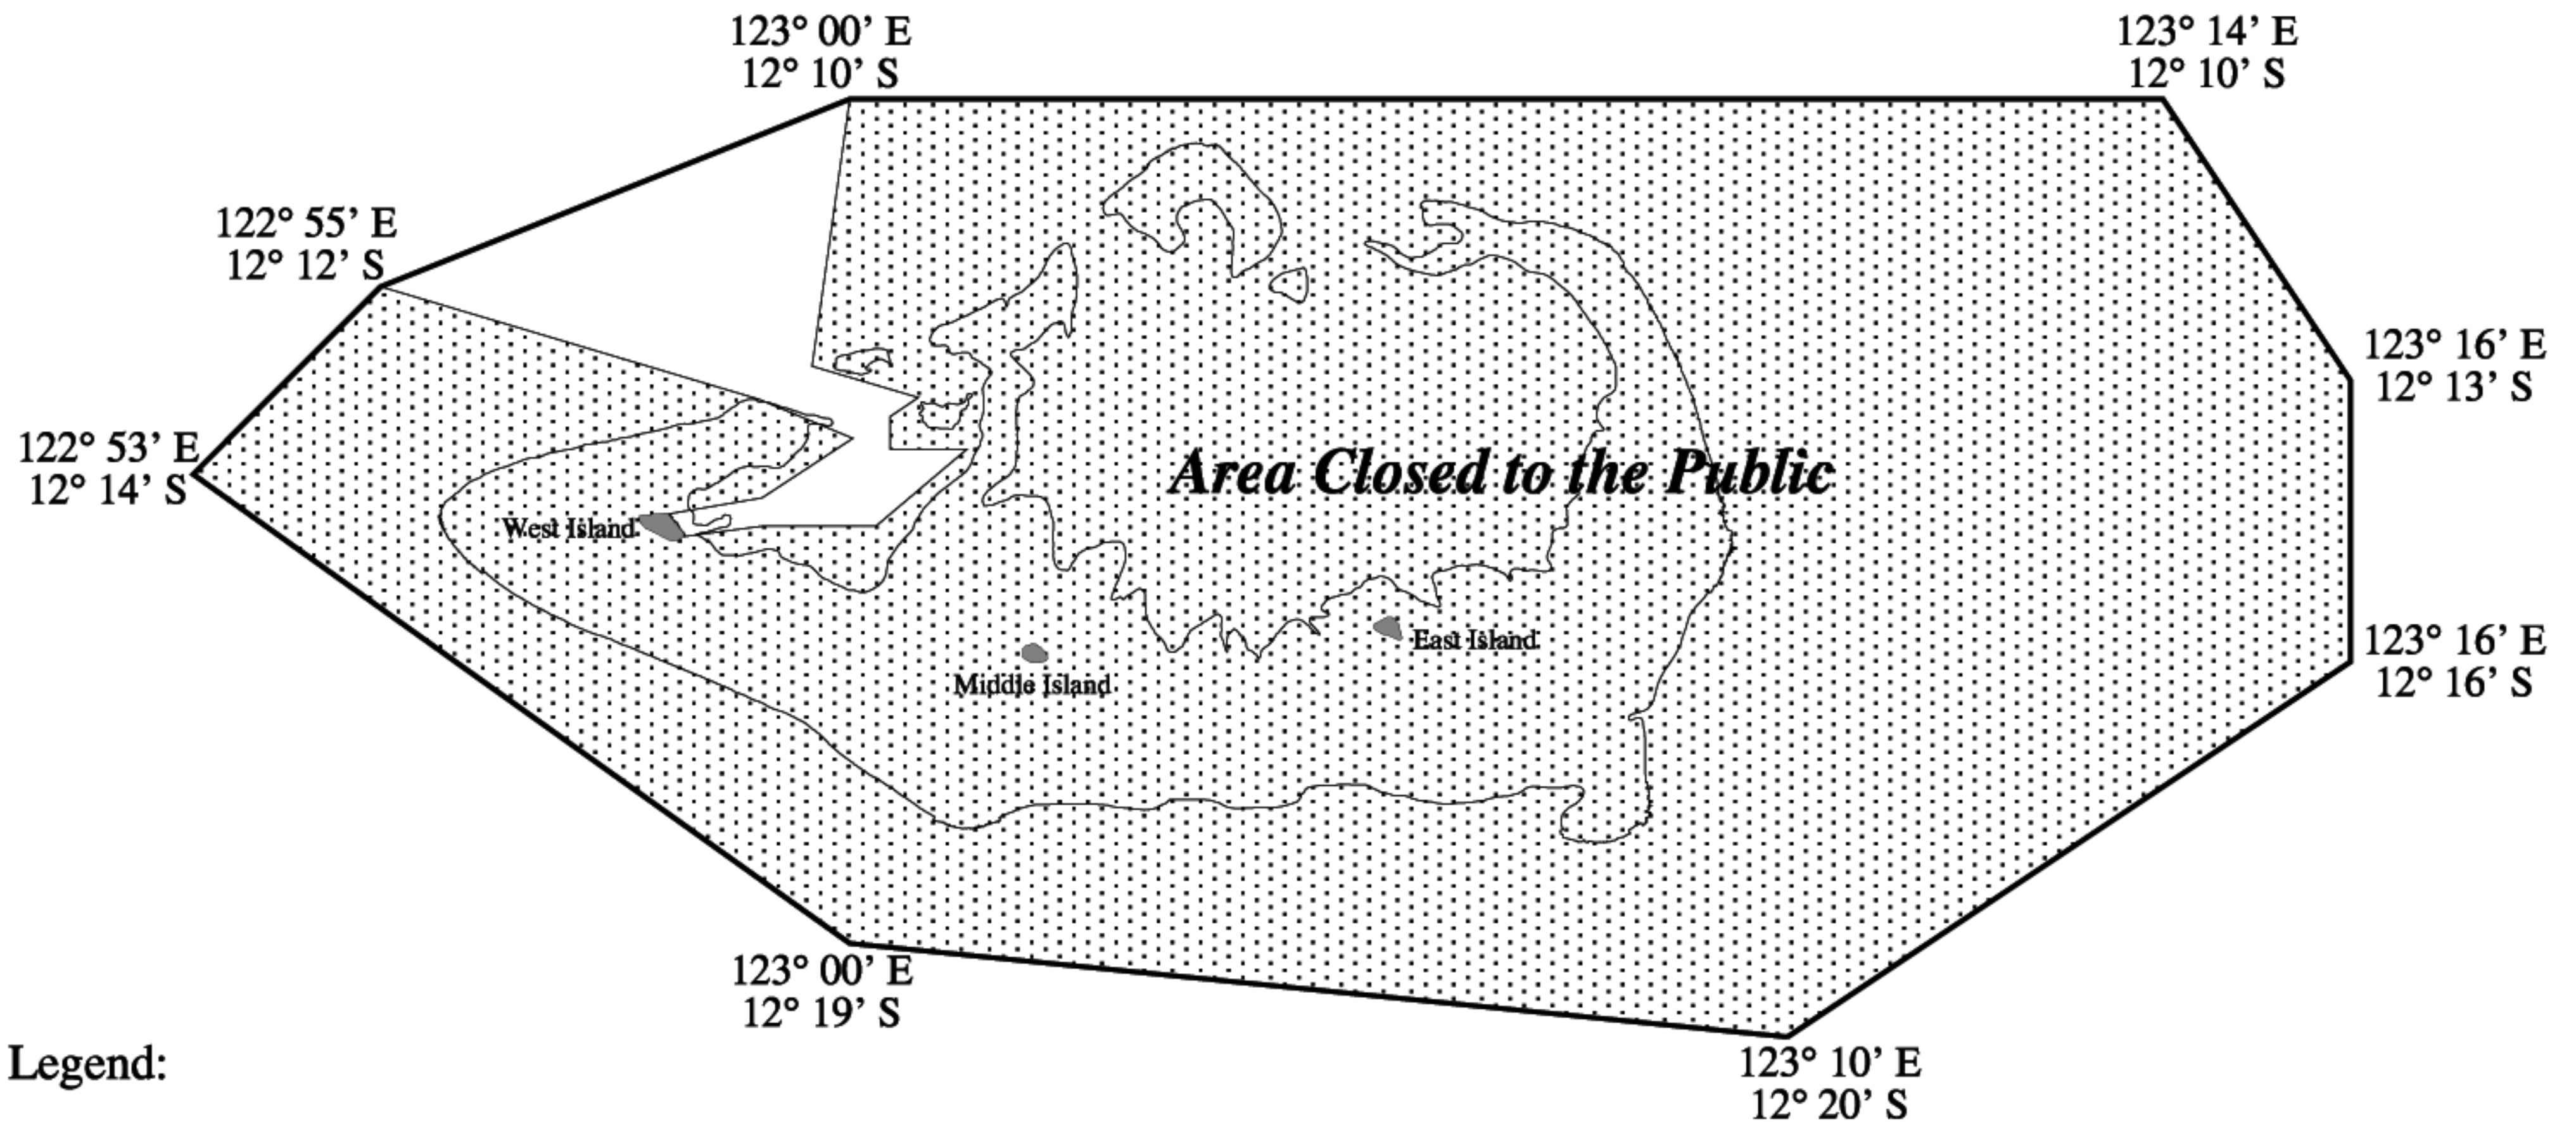 123° 00’ E
12° 10’ S
123° 14’ E
12° 10’ S
122° 55’ E
12° 12’ S
123° 16’ E
12° 13’ S
122° 53’ E
12° 14’ S
Area Closed to the Public
West Island
East Island
Middle Island
123° 16’ E
12° 16’ S
123° 00’ E
12° 19’ S
Legend:
123° 10’ E
12° 20’ S